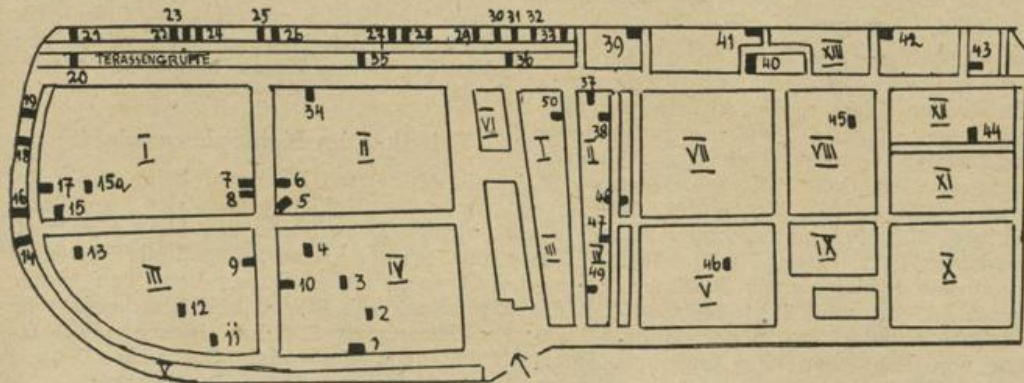 23 25 30 31 32
21 22 24 26 27 28 29 33 39 41 XIII 42 43
TERASSENGRÜFTE 35 36 40
20
19 34 VI 50 37 38 45 XII 44
18 I II I II VII VIII
17 15a 7 6 XI
16 15 8 5 48
14 13 4 47
9 III IV
III 10 3 IV 49 V 46 IX X
12 2
11 1
V